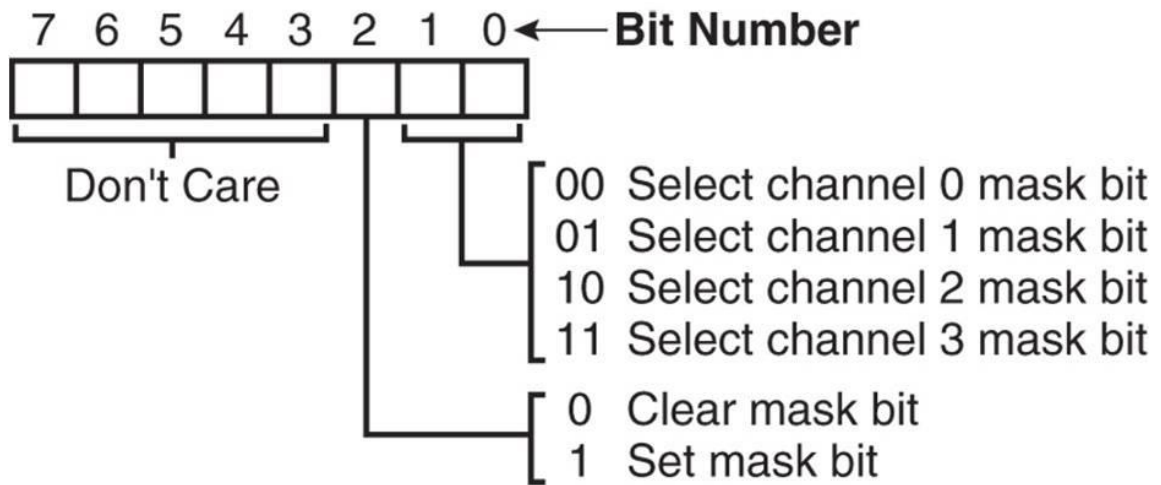 7 6 5 4 3 2 1 0 Bit Number
Don't Care
00 Select channel 0 mask bit
01 Select channel 1 mask bit
10 Select channel 2 mask bit
11 Select channel 3 mask bit
0 Clear mask bit
1 Set mask bit